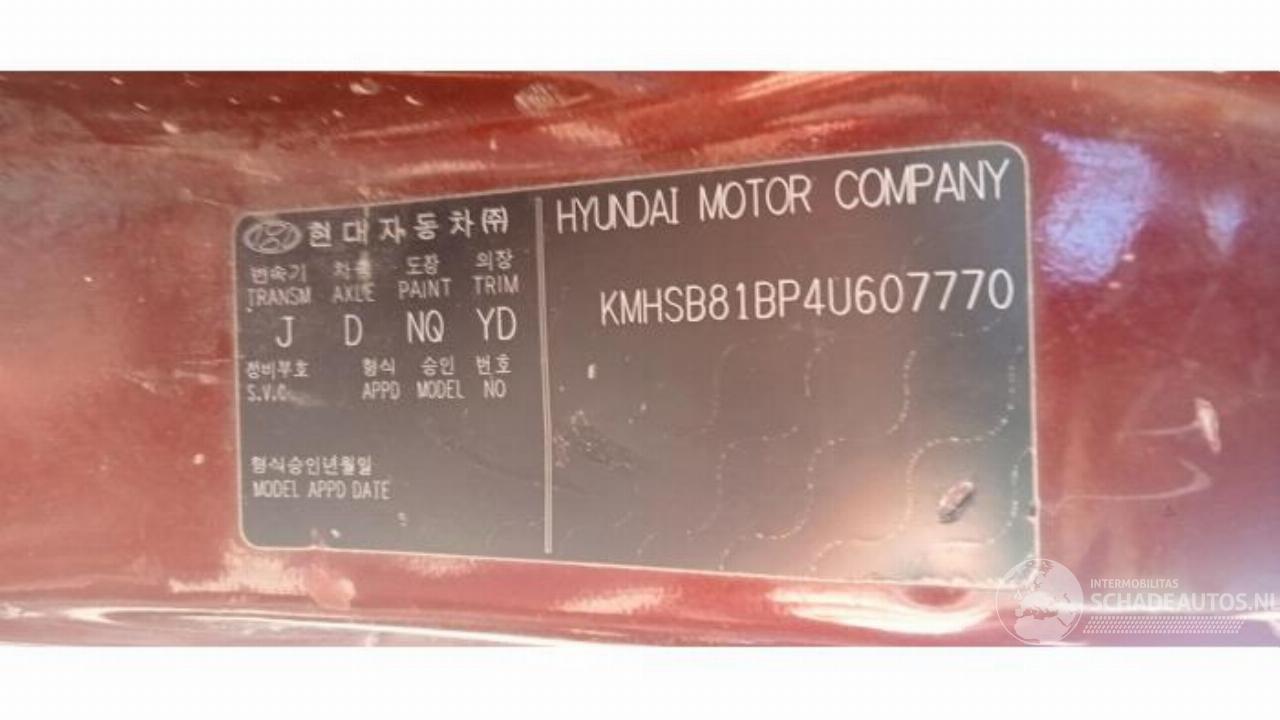 현대자동차(주)
변속기 차축 도장 의장
TRANSM AXLE PAINT TRIM
J D NQ YD
정비부호 형식 승인 번호
S.V.C. APPD MODEL NO
형식승인년월일
MODEL APPD DATE
HYUNDAI MOTOR COMPANY
KMHSB81BP4U607770
INTERMOBILITAS
SCHADEAUTOS.NL